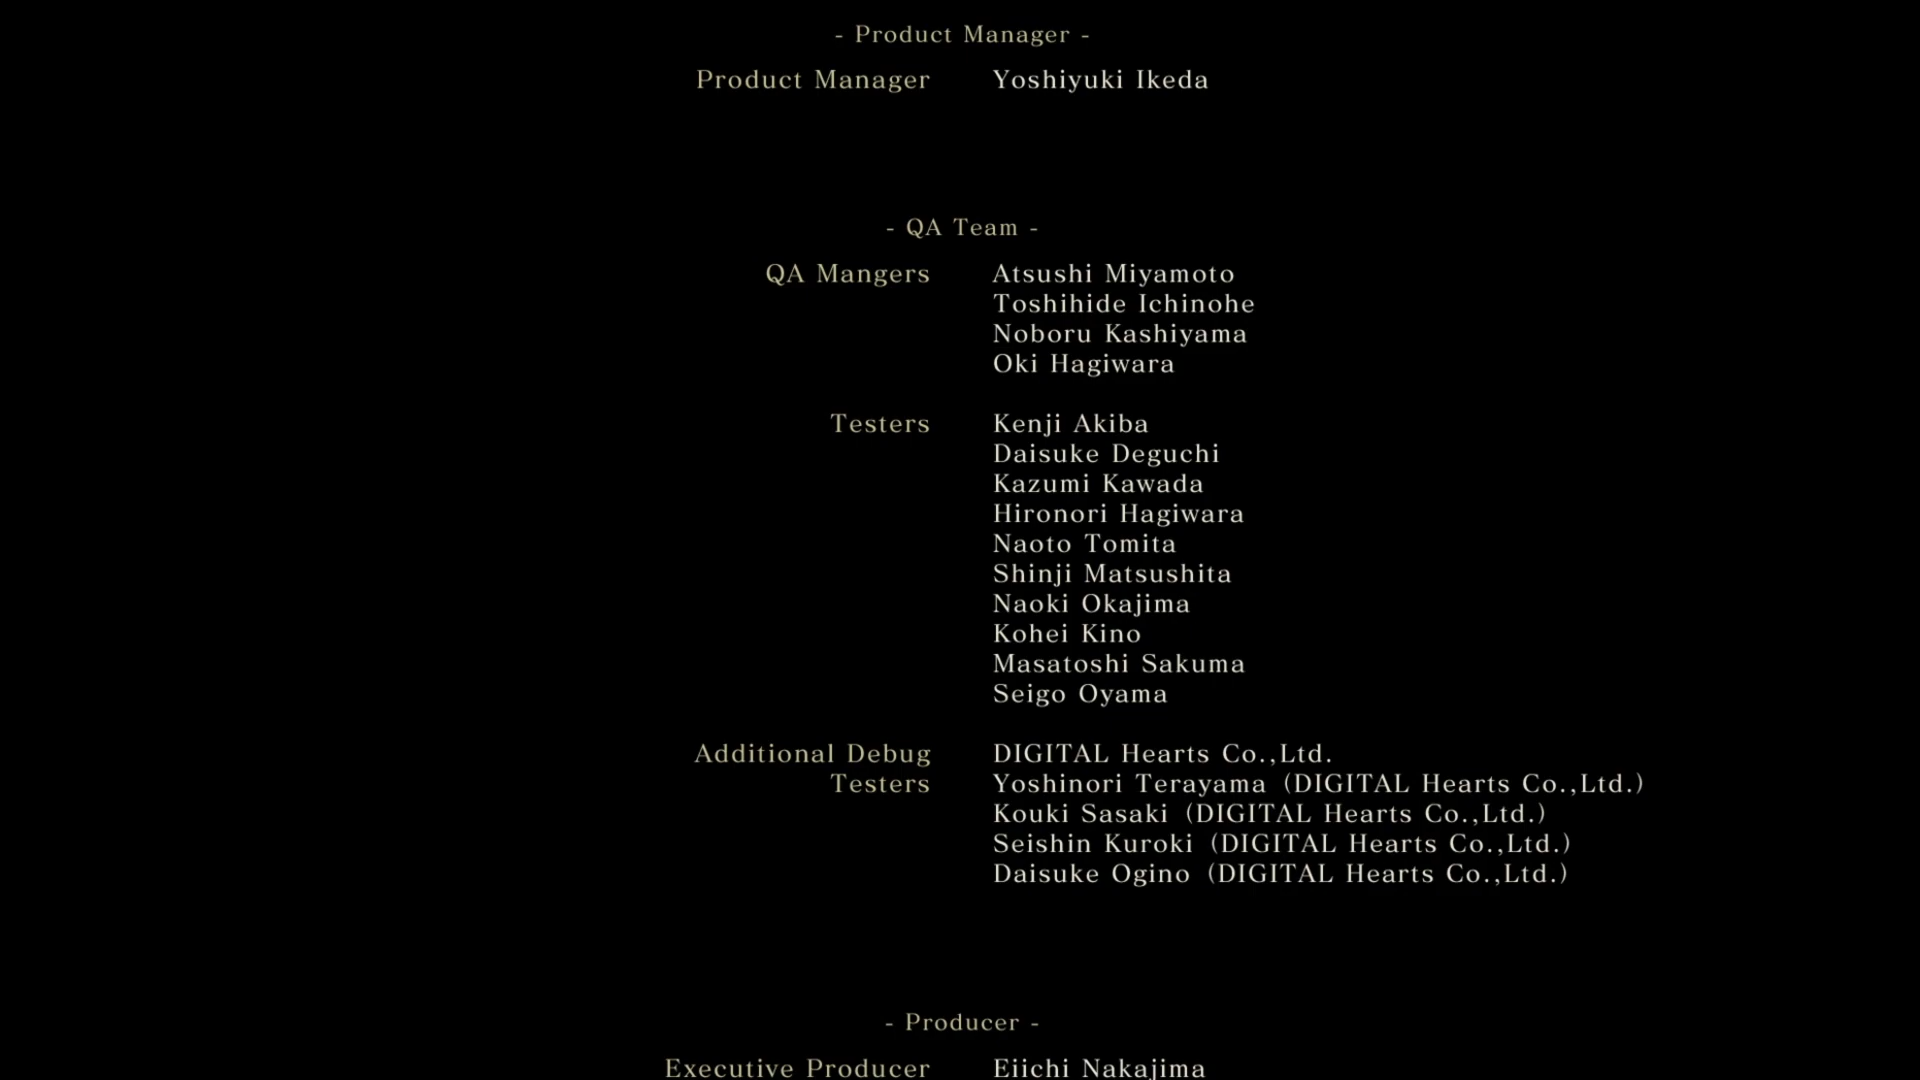 - Product Manager -
Product Manager Yoshiyuki Ikeda
- QA Team -
QA Mangers Atsushi Miyamoto
Toshihide Ichinohe
Noboru Kashiyama
Oki Hagiwara
Testers Kenji Akiba
Daisuke Deguchi
Kazumi Kawada
Hironori Hagiwara
Naoto Tomita
Shinji Matsushita
Naoki Okajima
Kohei Kino
Masatoshi Sakuma
Seigo Oyama
Additional Debug DIGITAL Hearts Co.,Ltd.
Testers Yoshinori Terayama (DIGITAL Hearts Co.,Ltd.)
Kouki Sasaki (DIGITAL Hearts Co.,Ltd.)
Seishin Kuroki (DIGITAL Hearts Co.,Ltd.)
Daisuke Ogino (DIGITAL Hearts Co.,Ltd.)
- Producer -
Executive Producer Eiichi Nakajima